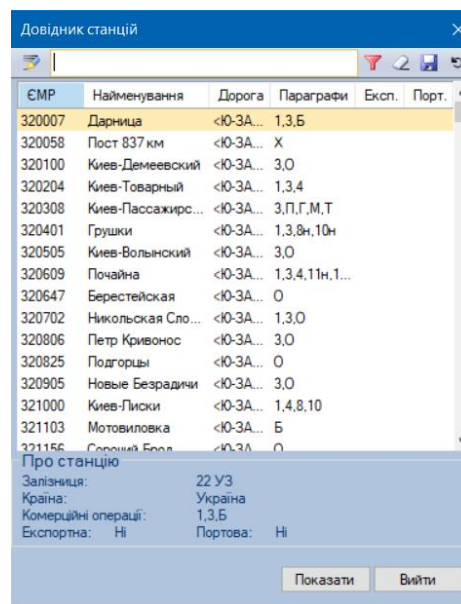 Довідник станцій
ЄМР Найменування Дорога Параграфи Експ. Порт.
320007 Дарница <Ю-ЗА... 1,3,Б
320058 Пост 837 км <Ю-ЗА... Х
320100 Киев-Демеевский <Ю-ЗА... 3,О
320204 Киев-Товарный <Ю-ЗА... 1,3,4
320308 Киев-Пассажирс... <Ю-ЗА... 3,П,Г,М,Т
320401 Грушки <Ю-ЗА... 1,3,8н,10н
320505 Киев-Волынский <Ю-ЗА... 3,О
320609 Почайна <Ю-ЗА... 1,3,4,11н,1...
320647 Берестейская <Ю-ЗА... О
320702 Никольская Сло... <Ю-ЗА... 1,3,О
320806 Петр Кривонос <Ю-ЗА... 3,О
320825 Подгорцы <Ю-ЗА... О
320905 Новые Безрадичи <Ю-ЗА... 3,О
321000 Киев-Лиски <Ю-ЗА... 1,4,8,10
321103 Мотовиловка <Ю-ЗА... Б
321156 <Ю-ЗА... О
Про станцію
Залізниця: 22 УЗ
Країна: Україна
Комерційні операції: 1,3,Б
Експортна: Ні Портова: Ні
Показати Вийти